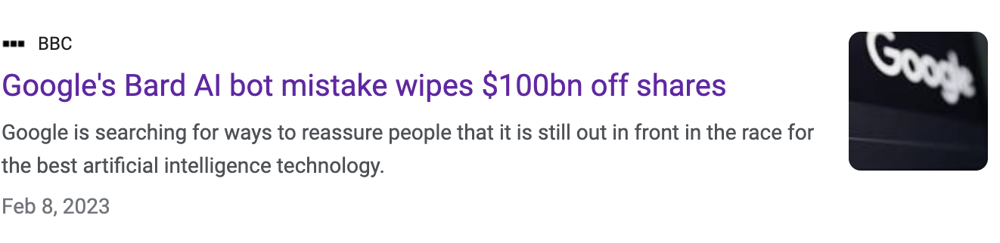 BBC
Google's Bard AI bot mistake wipes $100bn off shares
Google is searching for ways to reassure people that it is still out in front in the race for
the best artificial intelligence technology.
Feb 8, 2023
Google